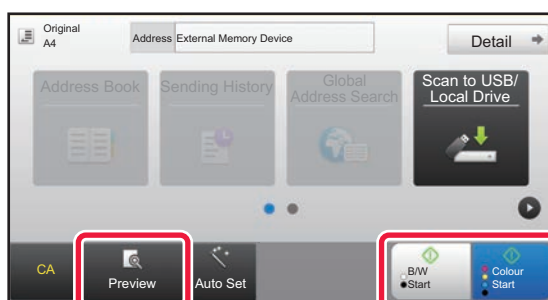 Original
A4
Address External Memory Device
Detail
Address Book
Sending History
Global
Address Search
Scan to USB/
Local Drive
CA
Preview
Auto Set
B/W
Start
Colour
Start